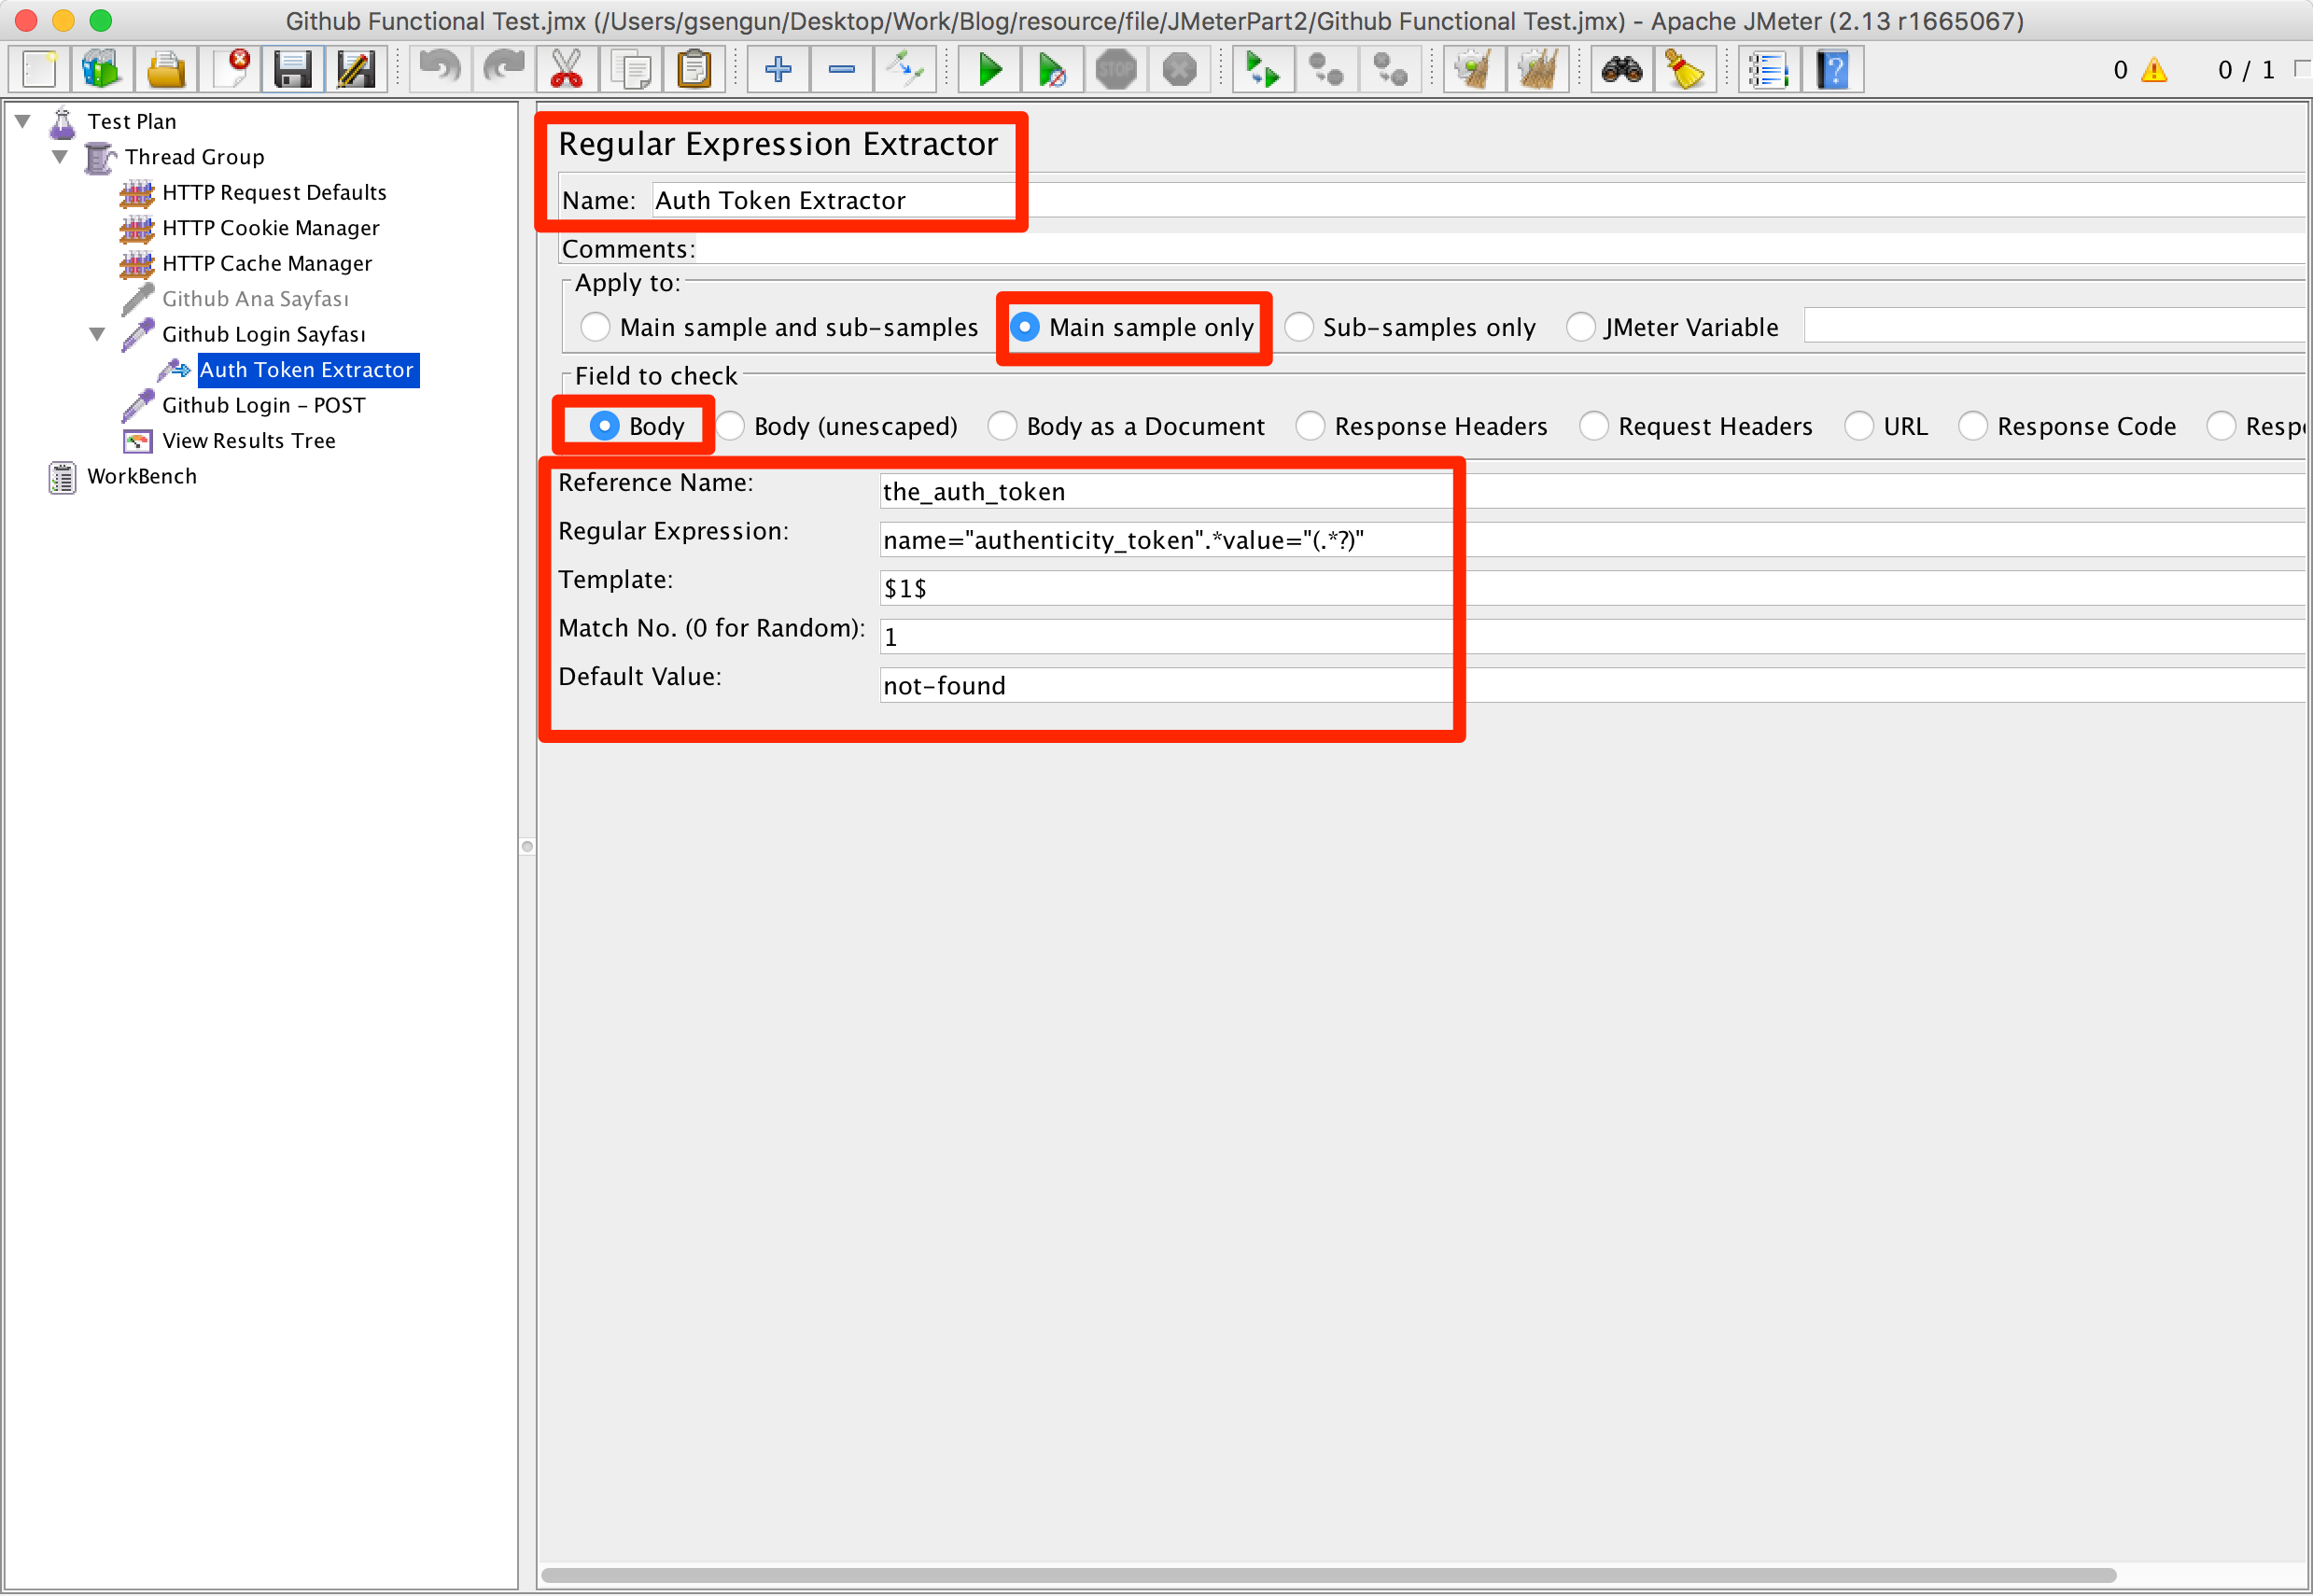 Github Functional Test.jmx (/Users/gsengun/Desktop/Work/Blog/resource/file/JMeterPart2/Github Functional Test.jmx) - Apache JMeter (2.13 r1665067)
STOP
0
0 / 1
Test Plan
Thread Group
HTTP Request Defaults
HTTP Cookie Manager
HTTP Cache Manager
Github Ana Sayfası
Github Login Sayfası
Auth Token Extractor
Github Login - POST
View Results Tree
WorkBench
Regular Expression Extractor
Name: Auth Token Extractor
Comments:
Apply to:
Main sample and sub-samples Main sample only Sub-samples only JMeter Variable
Field to check
Body Body (unescaped) Body as a Document Response Headers Request Headers URL Response Code
Reference Name: the_auth_token
Regular Expression: name="authenticity_token".*value="(.*?)"
Template: $1$
Match No. (0 for Random): 1
Default Value: not-found